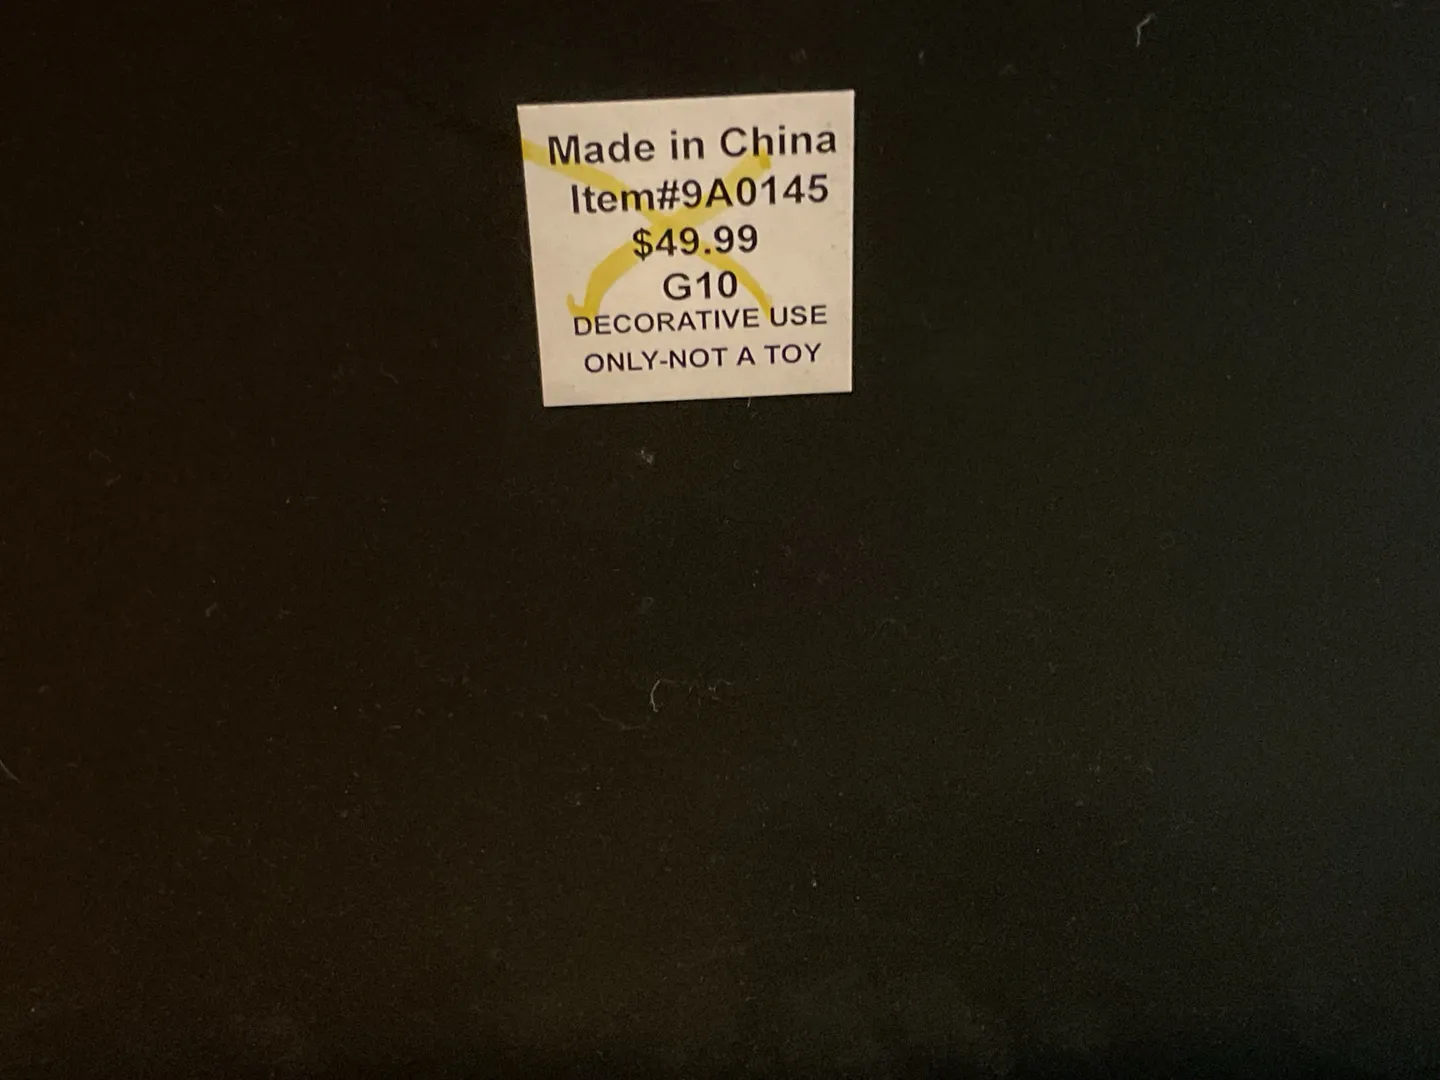 Made in China
Item#9A0145
$49.99
G10
DECORATIVE USE
ONLY-NOT A TOY